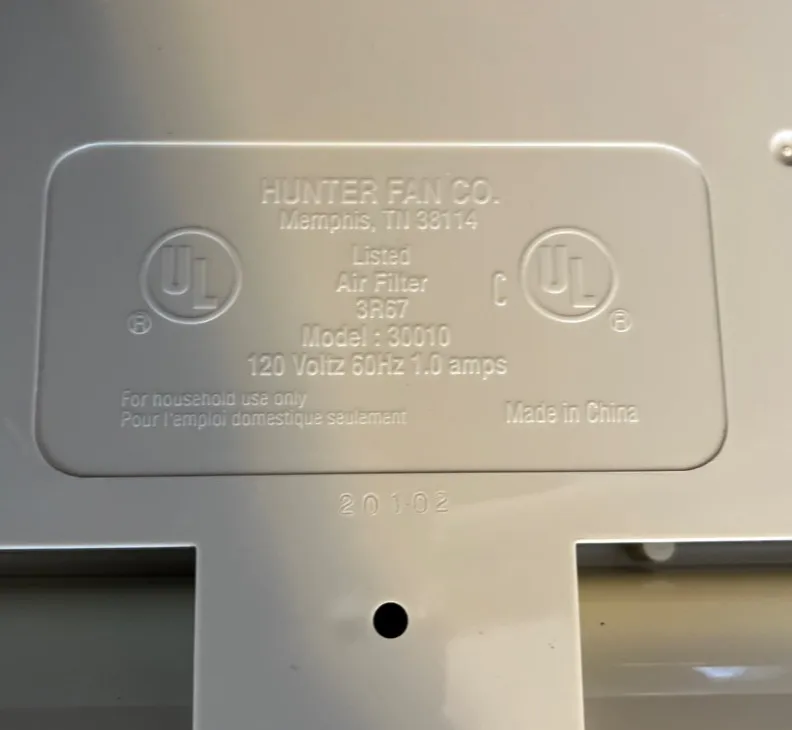 HUNTER FAN CO.
Memphis, TN 38114
Listed
Air Filter
3R67
Model : 30010
120 Voltz 60Hz 1.0 amps
UL
®
C UL
®
For household use only
Pour l'emploi domestique seulement
Made in China
20102